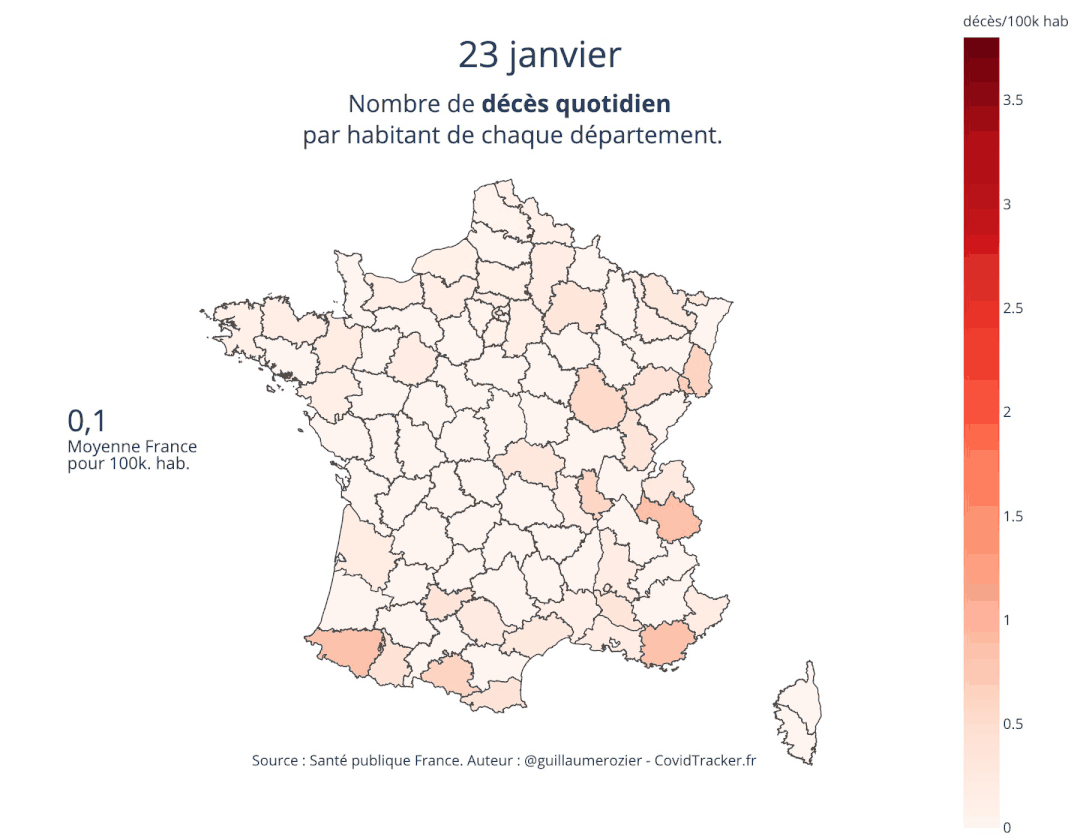 décès/100k hab
23 janvier
Nombre de décès quotidien
par habitant de chaque département.
3.5
3
2.5
2
1.5
1
0.5
0
0,1
Moyenne France
pour 100k. hab.
Source : Santé publique France. Auteur : @guillaumerozier - CovidTracker.fr